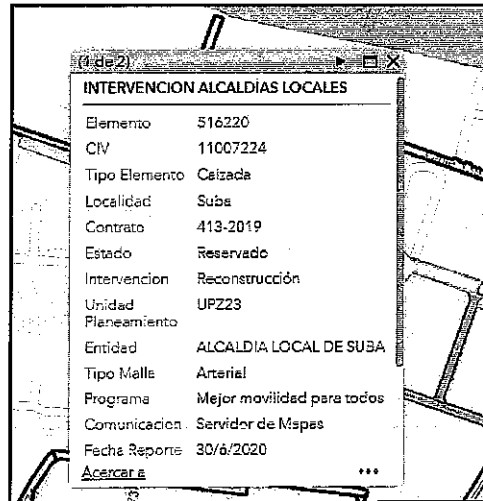 (1 de 2)
INTERVENCION ALCALDÍAS LOCALES
Elemento 516220
CIV 11007224
Tipo Elemento Calzada
Localidad Suba
Contrato 413-2019
Estado Reservado
Intervencion Reconstrucción
Unidad Planeamiento UPZ23
Entidad ALCALDIA LOCAL DE SUBA
Tipo Malla Arterial
Programa Mejor movilidad para todos
Comunicacion Servidor de Mapas
Fecha Reporte 30/6/2020
Acercar a